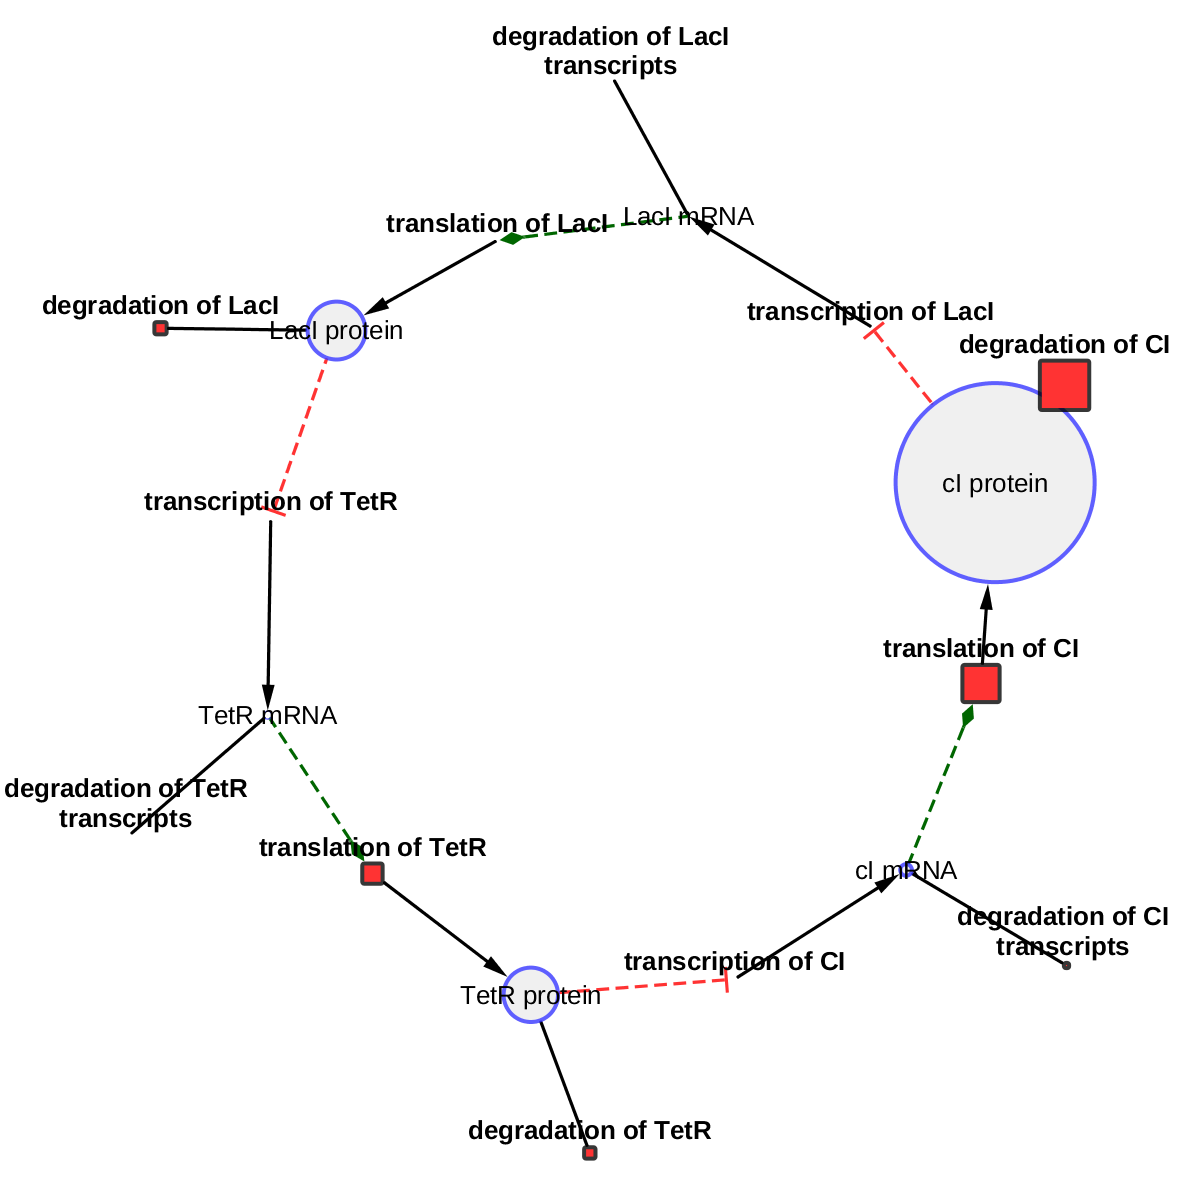 degradation of LacI
transcripts
LacI mRNA
translation of LacI
degradation of LacI
transcription of LacI
LacI protein
degradation of CI
cI protein
transcription of TetR
translation of CI
TetR mRNA
degradation of TetR
transcripts
translation of TetR
cI mRNA
degradation of CI
transcripts
transcription of CI
TetR protein
degradation of TetR